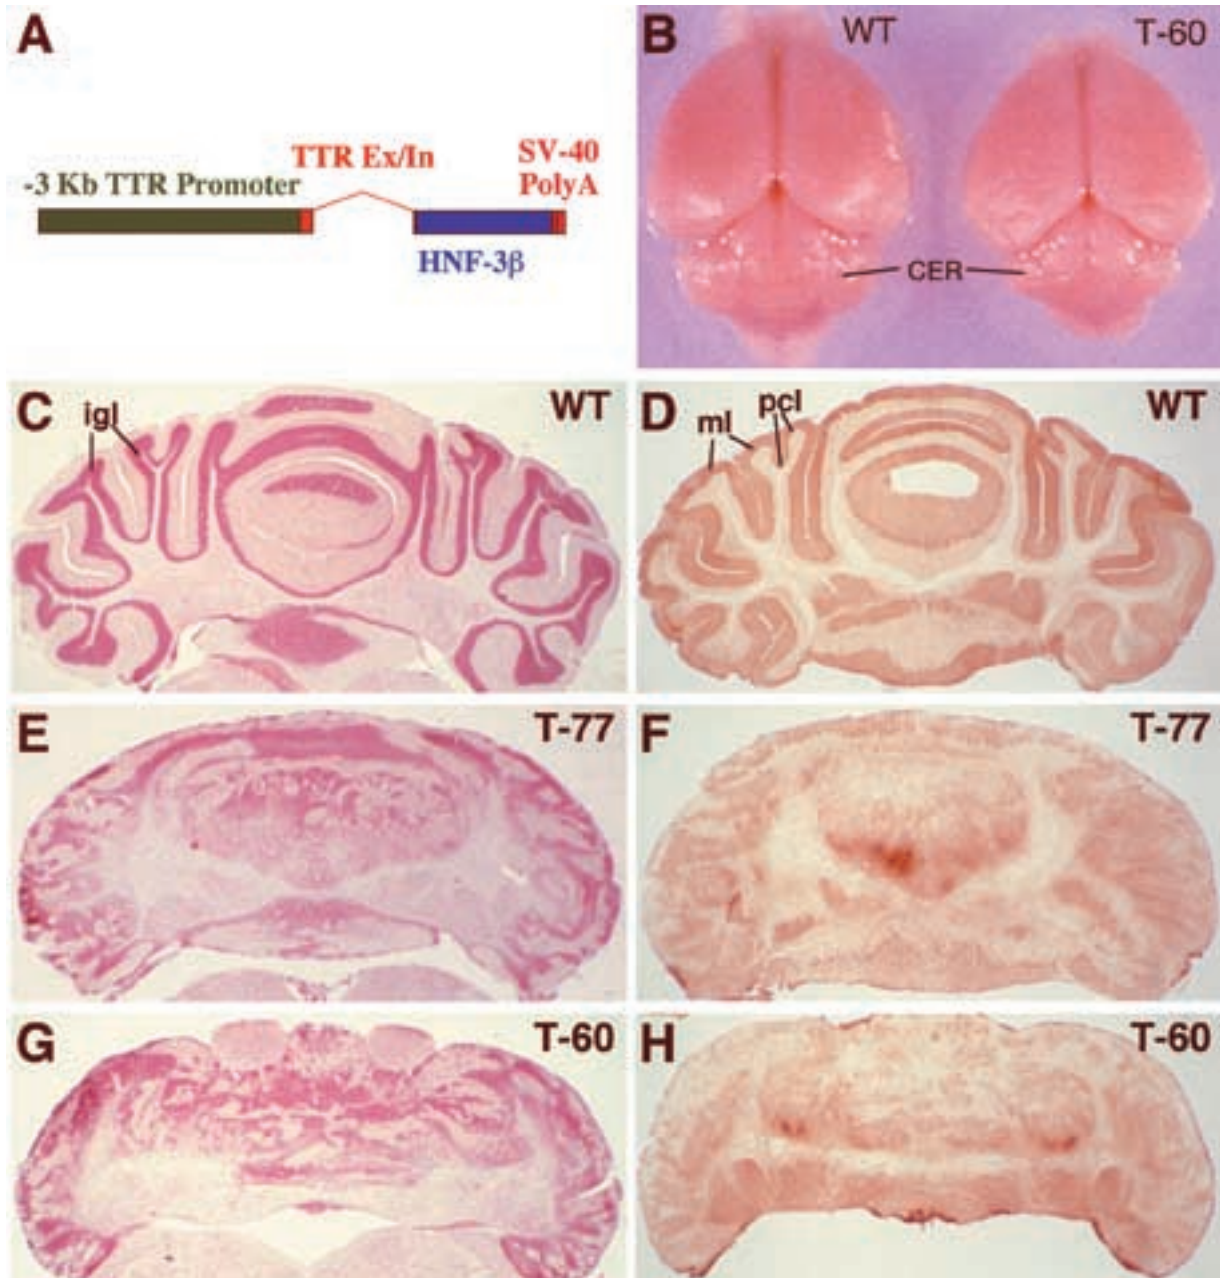 A
TTR Ex/In
SV-40
PolyA
-3 Kb TTR Promoter
HNF-3β
B
WT
T-60
CER
C
igl
WT
D
ml
pcl
WT
E
T-77
F
T-77
G
T-60
H
T-60